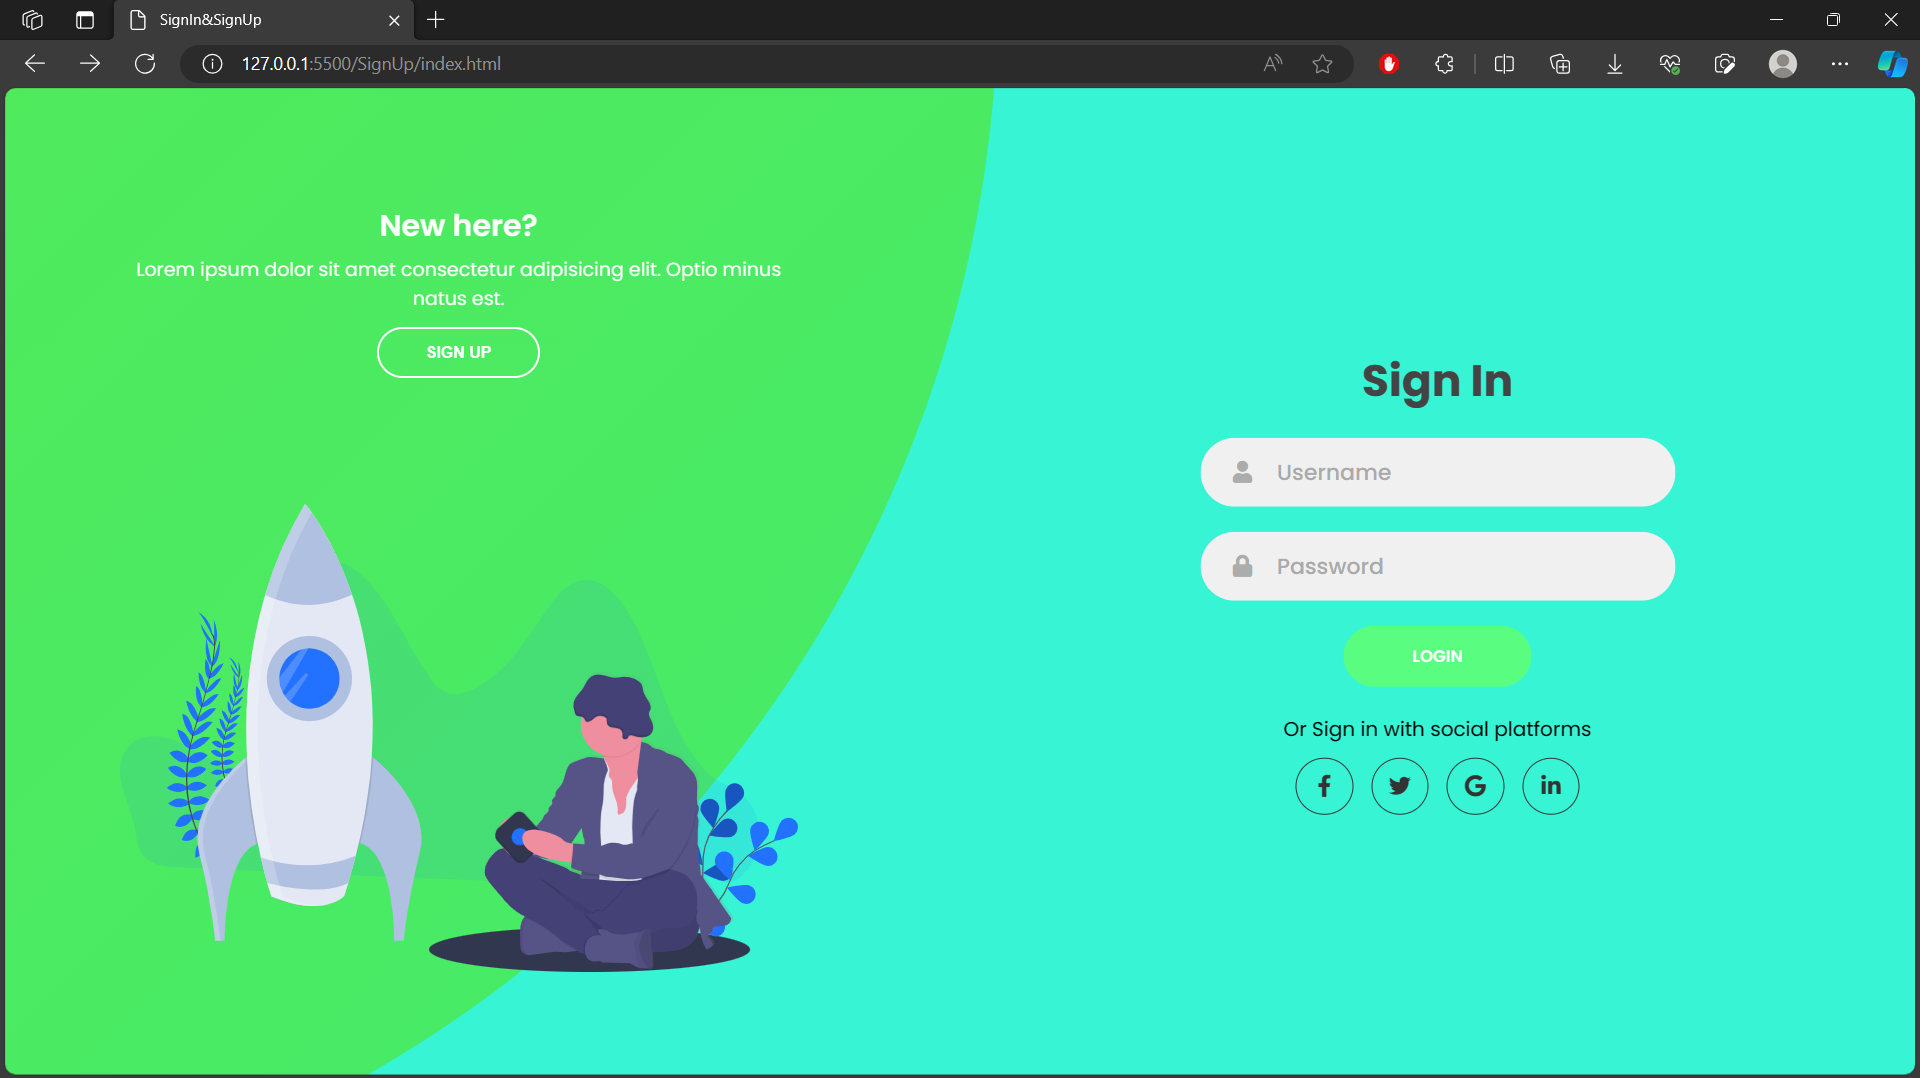 SignIn&SignUp
127.0.0.1:5500/SignUp/index.html
New here?
Lorem ipsum dolor sit amet consectetur adipisicing elit. Optio minus
natus est.
SIGN UP
Sign In
Username
Password
LOGIN
Or Sign in with social platforms